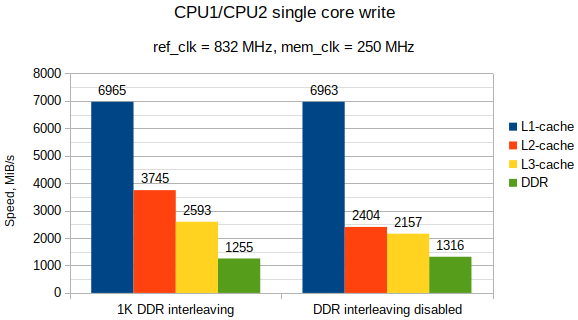 CPU1/CPU2 single core write
ref_clk = 832 MHz, mem_clk = 250 MHz
Speed, MiB/s
8000
7000
6000
5000
4000
3000
2000
1000
0
6965
3745
2593
1255
6963
2404
2157
1316
1K DDR interleaving
DDR interleaving disabled
L1-cache
L2-cache
L3-cache
DDR